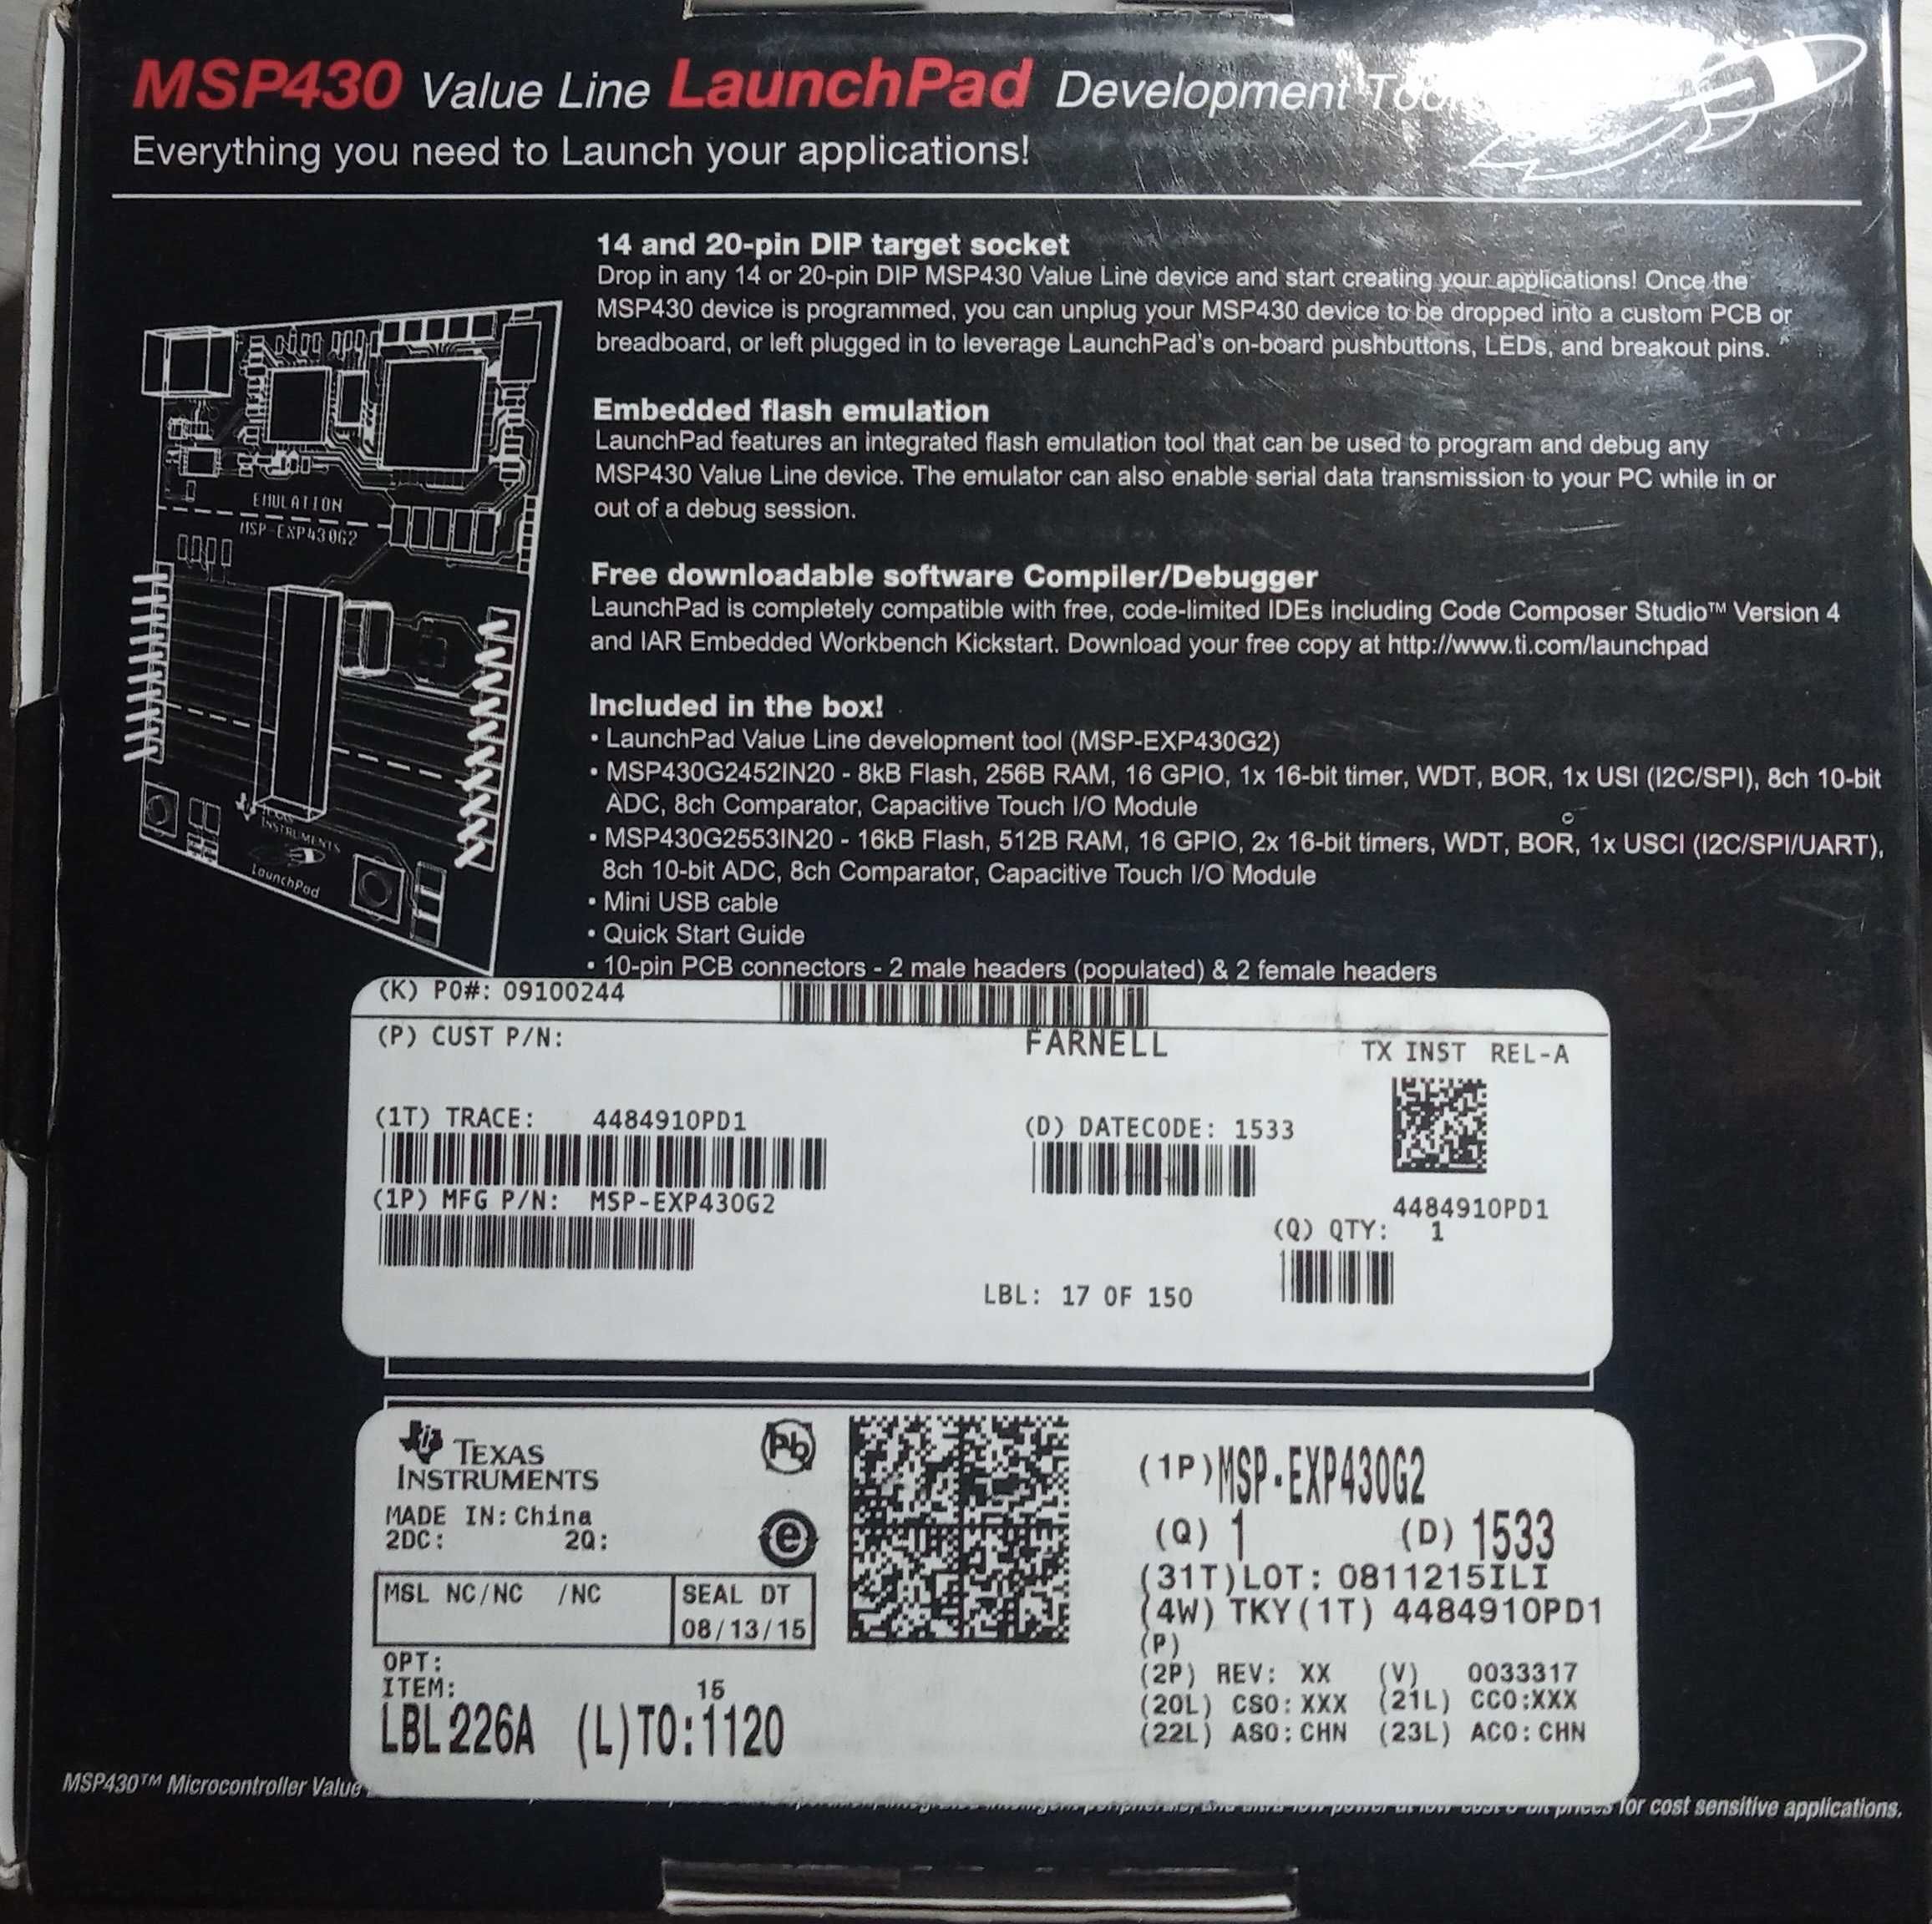 MSP430 Value Line LaunchPad Development
Everything you need to Launch your applications!
14 and 20-pin DIP target socket
Drop in any 14 or 20-pin DIP MSP430 Value Line device and start creating your applications! Once the
MSP430 device is programmed, you can unplug your MSP430 device to be dropped into a custom PCB or
breadboard, or left plugged in to leverage LaunchPad's on-board pushbuttons, LEDs, and breakout pins.
Embedded flash emulation
LaunchPad features an integrated flash emulation tool that can be used to program and debug any
MSP430 Value Line device. The emulator can also enable serial data transmission to your PC while in or
out of a debug session.
Free downloadable software Compiler/Debugger
LaunchPad is completely compatible with free, code-limited IDEs including Code Composer Studio™ Version 4
and IAR Embedded Workbench Kickstart. Download your free copy at http://www.ti.com/launchpad
Included in the box!
• LaunchPad Value Line development tool (MSP-EXP430G2)
• MSP430G2452IN20 - 8kB Flash, 256B RAM, 16 GPIO, 1x 16-bit timer, WDT, BOR, 1x USI (I2C/SPI), 8ch 10-bit
ADC, 8ch Comparator, Capacitive Touch I/O Module
• MSP430G2553IN20 - 16kB Flash, 512B RAM, 16 GPIO, 2x 16-bit timers, WDT, BOR, 1x USCI (I2C/SPI/UART),
8ch 10-bit ADC, 8ch Comparator, Capacitive Touch I/O Module
• Mini USB cable
• Quick Start Guide
• 10-pin PCB connectors - 2 male headers (populated) & 2 female headers
EMULATION
MSP-EXP430G2
TEXAS
INSTRUMENTS
LaunchPad
(K) PO#: 09100244
(P) CUST P/N:
FARNELL
TX INST REL-A
(1T) TRACE: 4484910PD1
(D) DATECODE: 1533
(1P) MFG P/N: MSP-EXP430G2
4484910PD1
(Q) QTY: 1
LBL: 17 OF 150
TEXAS
INSTRUMENTS
MADE IN: China
2DC: 2Q:
Pb
e
MSL NC/NC /NC
SEAL DT
08/13/15
OPT:
ITEM: 15
LBL226A (L)TO:1120
(1P)MSP-EXP430G2
(Q) 1 (D) 1533
(31T)LOT: 0811215ILI
(4W) TKY(1T) 4484910PD1
(P)
(2P) REV: XX (V) 0033317
(20L) CSO:XXX (21L) CCO:XXX
(22L) ASO:CHN (23L) ACO:CHN
MSP430™ Microcontroller Value
for cost sensitive applications.